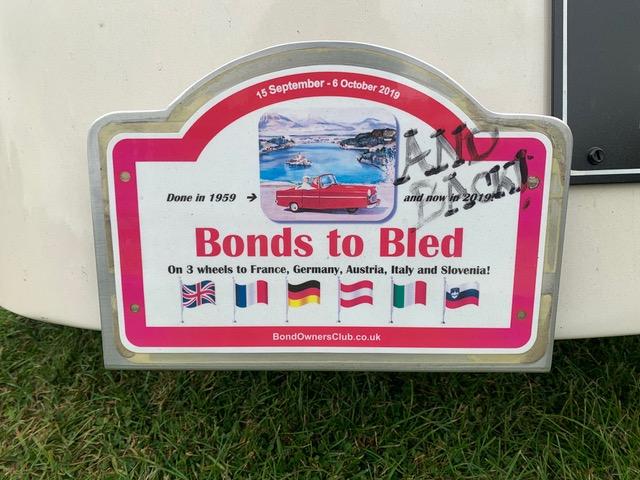 15 September - 6 October 2019
AND
BACK!
Done in 1959 → and now in 2019!
Bonds to Bled
On 3 wheels to France, Germany, Austria, Italy and Slovenia!
BondOwnersClub.co.uk